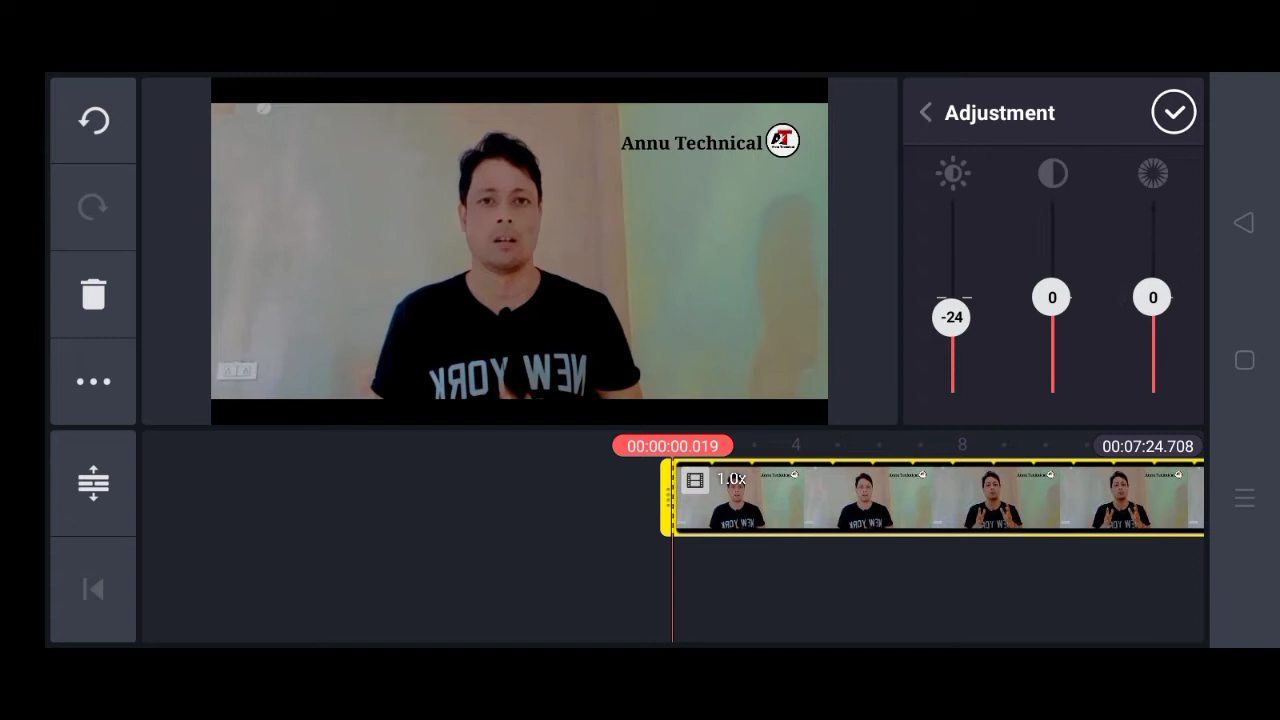 Adjustment
Annu Technical
NEW YORK
-24
0
0
00:00:00.019
4
8
00:07:24.708
1.0x